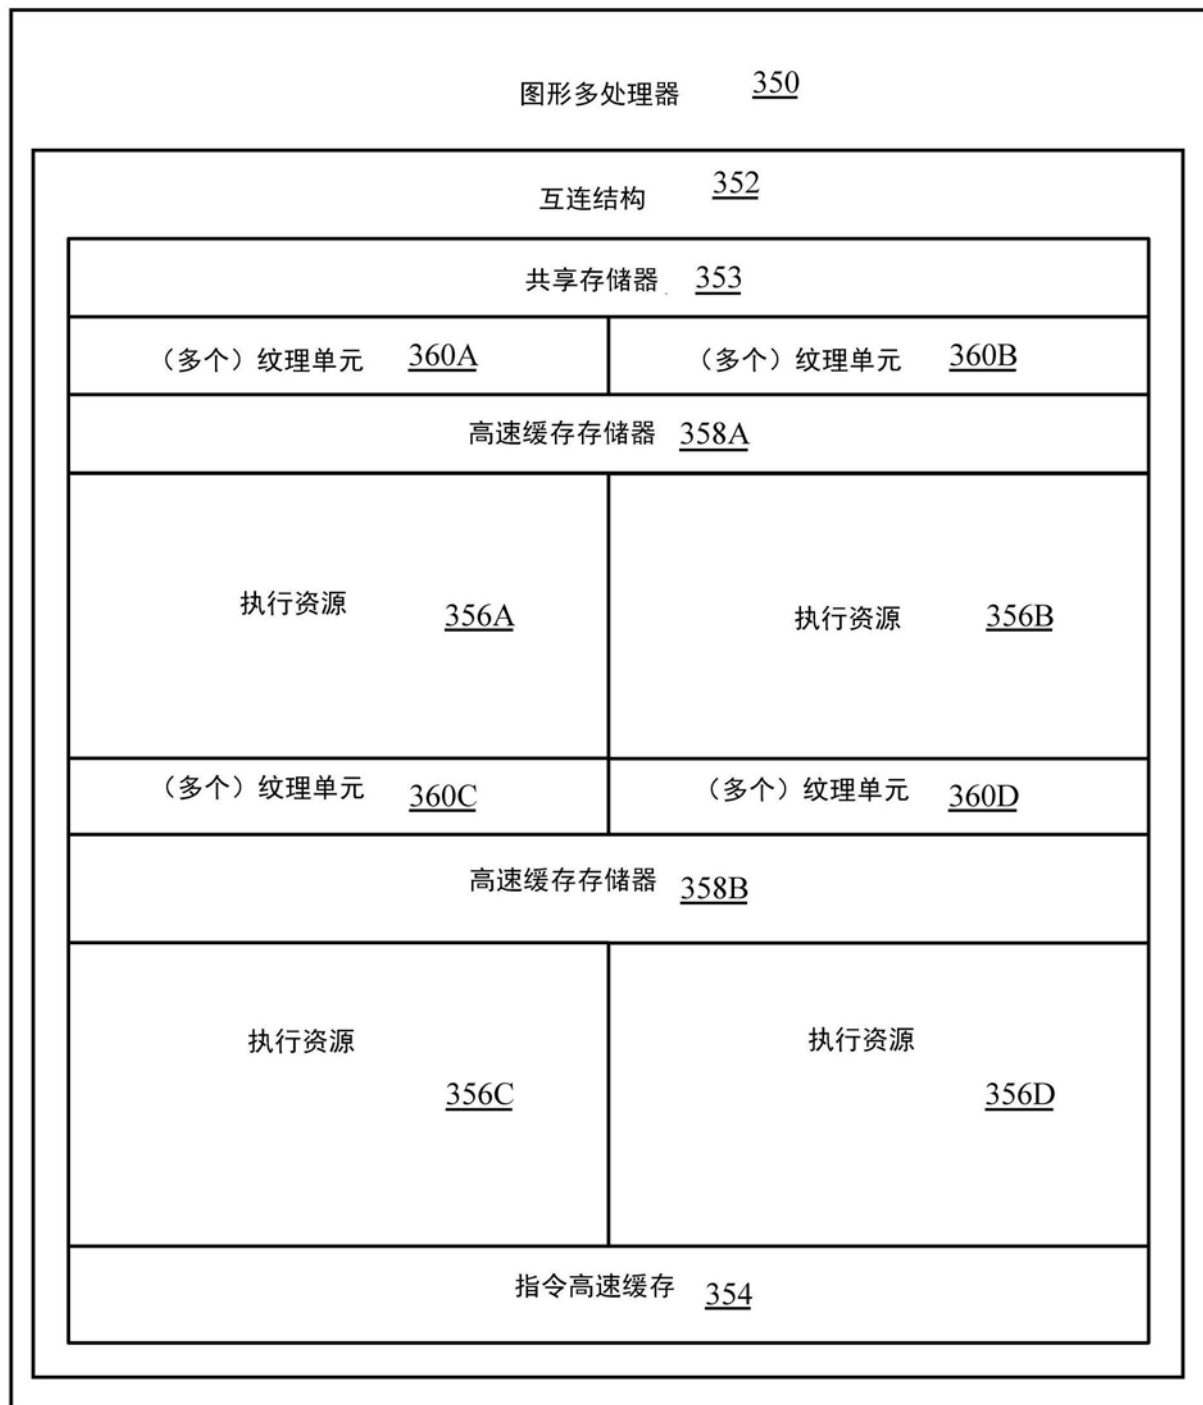 图形多处理器 350
互连结构 352
共享存储器 353
（多个）纹理单元 360A （多个）纹理单元 360B
高速缓存存储器 358A
执行资源 356A 执行资源 356B
（多个）纹理单元 360C （多个）纹理单元 360D
高速缓存存储器 358B
执行资源 356C 执行资源 356D
指令高速缓存 354